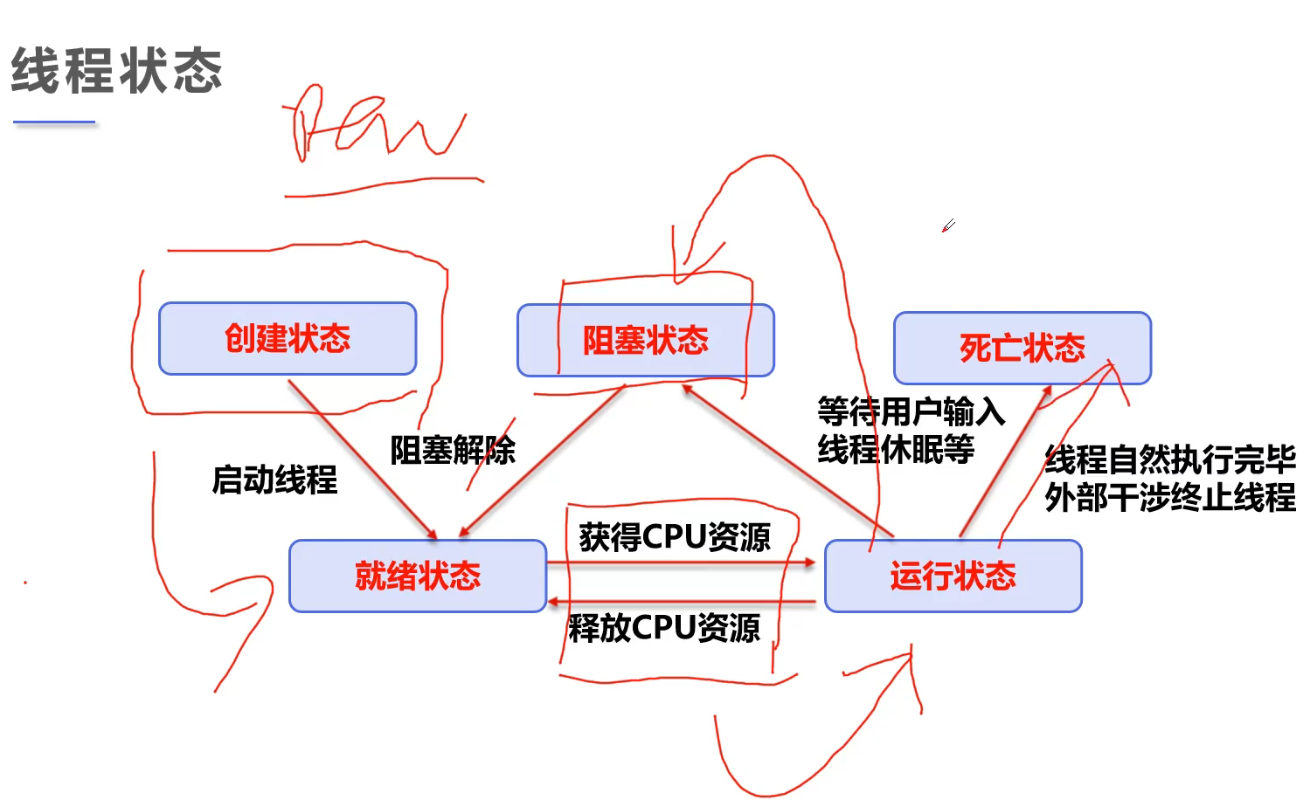 线程状态
new
创建状态
阻塞状态
死亡状态
等待用户输入
线程休眠等
阻塞解除
启动线程
线程自然执行完毕
外部干涉终止线程
获得CPU资源
就绪状态
运行状态
释放CPU资源